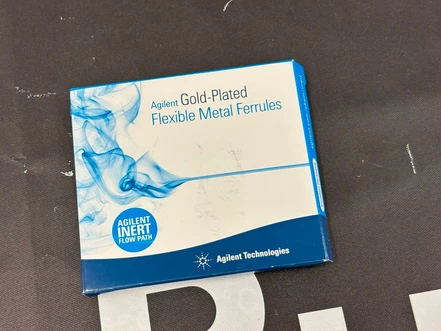 Agilent Gold-Plated
Flexible Metal Ferrules
AGILENT
INERT
FLOW PATH
Agilent Technologies